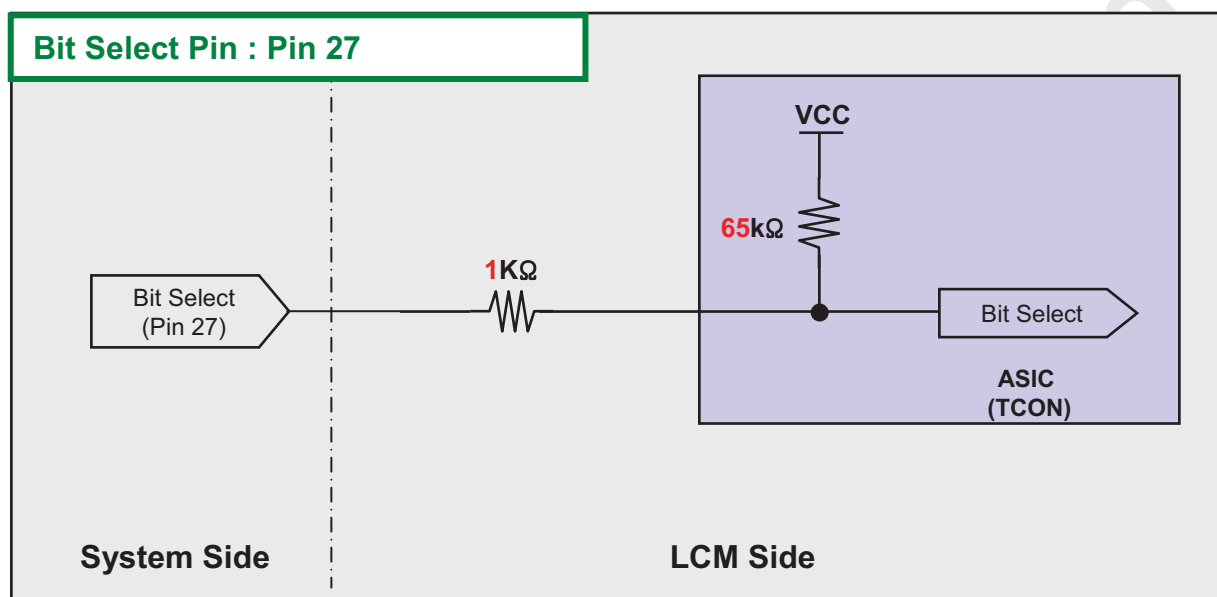 Bit Select Pin : Pin 27
VCC
65kΩ
1KΩ
Bit Select
(Pin 27)
Bit Select
ASIC
(TCON)
System Side
LCM Side